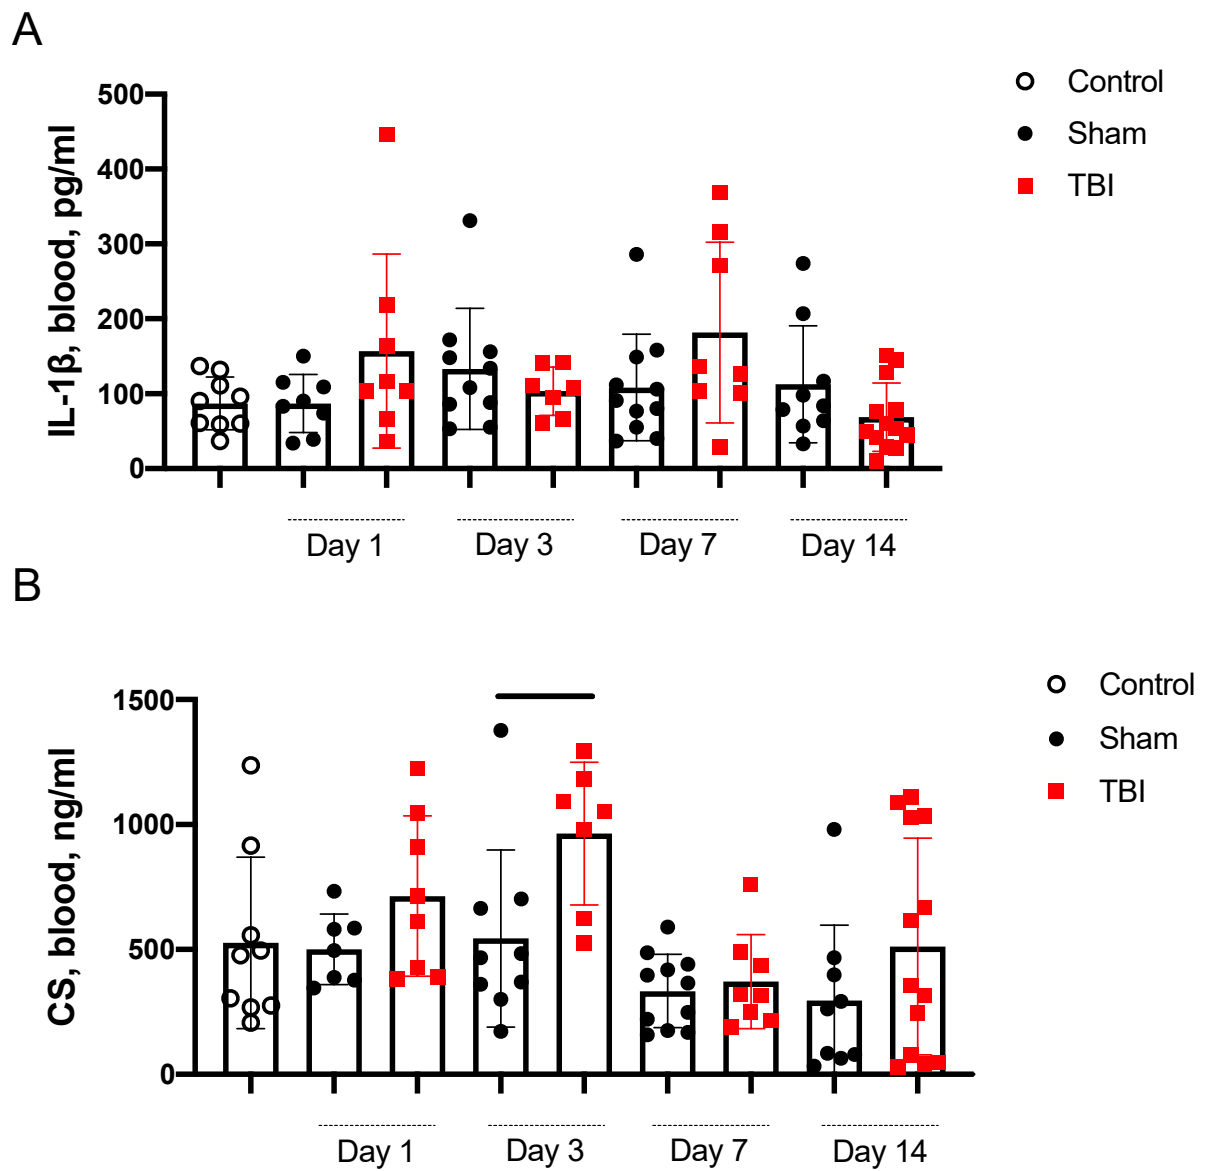 A
IL-1β, blood, pg/ml
500
400
300
200
100
0
Control
Sham
TBI
Day 1
Day 3
Day 7
Day 14
B
CS, blood, ng/ml
1500
1000
500
0
Control
Sham
TBI
Day 1
Day 3
Day 7
Day 14